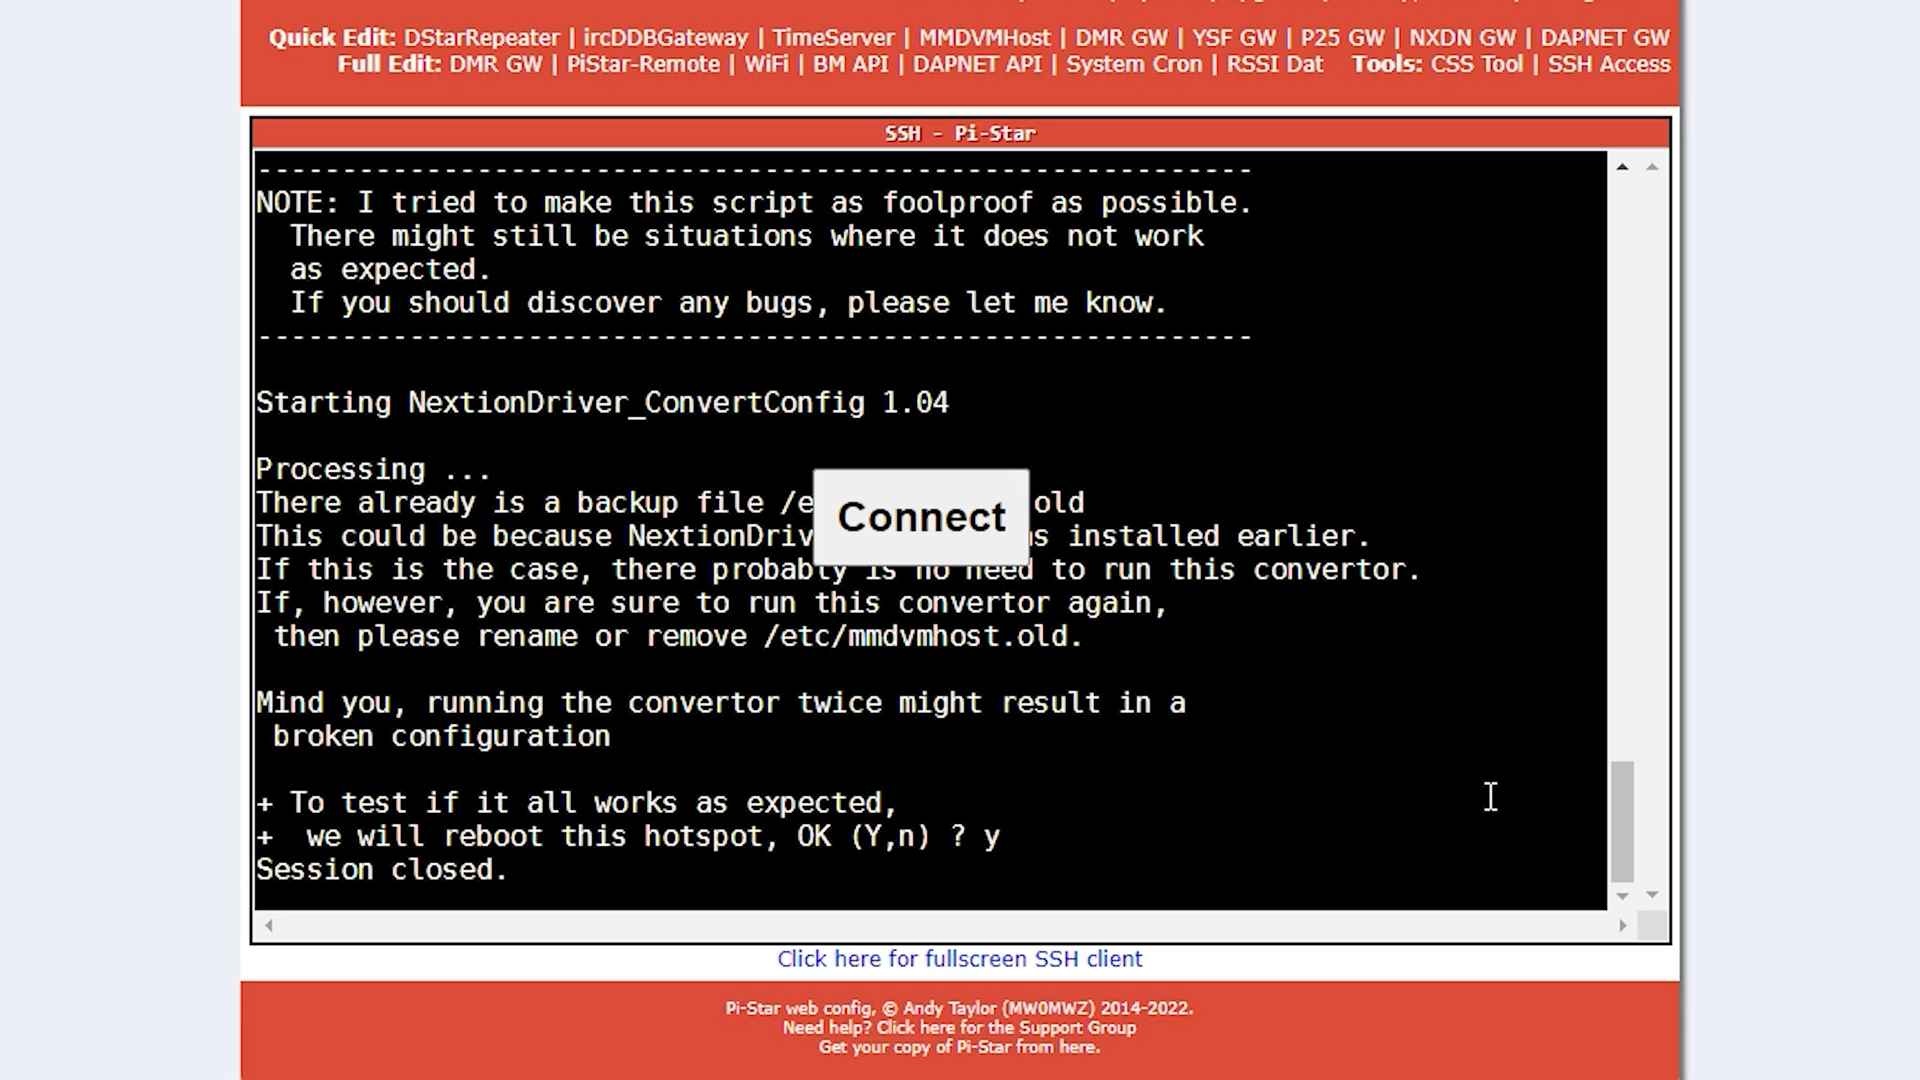 Quick Edit: DStarRepeater | ircDDBGateway | TimeServer | MMDVMHost | DMR GW | YSF GW | P25 GW | NXDN GW | DAPNET GW
Full Edit: DMR GW | PiStar-Remote | WiFi | BM API | DAPNET API | System Cron | RSSI Dat Tools: CSS Tool | SSH Access
SSH - Pi-Star
-----------------------------------------------------------
NOTE: I tried to make this script as foolproof as possible.
There might still be situations where it does not work
as expected.
If you should discover any bugs, please let me know.
-----------------------------------------------------------
Starting NextionDriver_ConvertConfig 1.04
Processing ...
There already is a backup file /e old
This could be because NextionDriv s installed earlier.
If this is the case, there probably is no need to run this convertor.
If, however, you are sure to run this convertor again,
then please rename or remove /etc/mmdvmhost.old.
Mind you, running the convertor twice might result in a
broken configuration
+ To test if it all works as expected,
+ we will reboot this hotspot, OK (Y,n) ? y
Session closed.
Connect
Click here for fullscreen SSH client
Pi-Star web config, © Andy Taylor (MW0MWZ) 2014-2022.
Need help? Click here for the Support Group
Get your copy of Pi-Star from here.